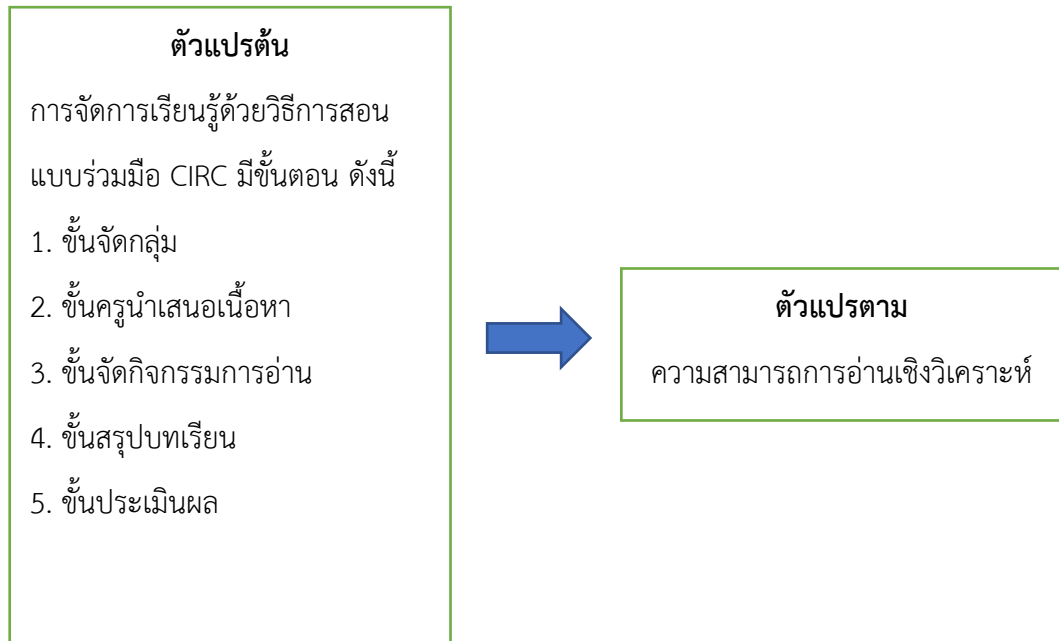 ตัวแปรต้น
การจัดการเรียนรู้ด้วยวิธีการสอน
แบบร่วมมือ CIRC มีขั้นตอน ดังนี้
1. ขั้นจัดกลุ่ม
2. ขั้นครูนำเสนอเนื้อหา
3. ขั้นจัดกิจกรรมการอ่าน
4. ขั้นสรุปบทเรียน
5. ขั้นประเมินผล
ตัวแปรตาม
ความสามารถการอ่านเชิงวิเคราะห์